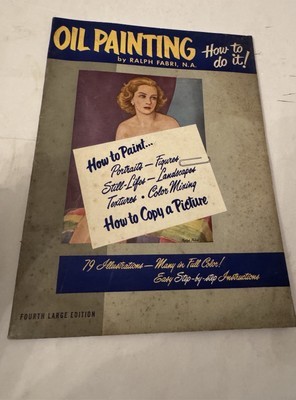 OIL PAINTING
How to
do it!
by RALPH FABRI, N.A.
How to Paint...
Portraits — Figures
Still-Lifes — Landscapes
Textures • Color Mixing
How to Copy a Picture
79 Illustrations — Many in Full Color!
Easy Step-by-step Instructions
FOURTH LARGE EDITION